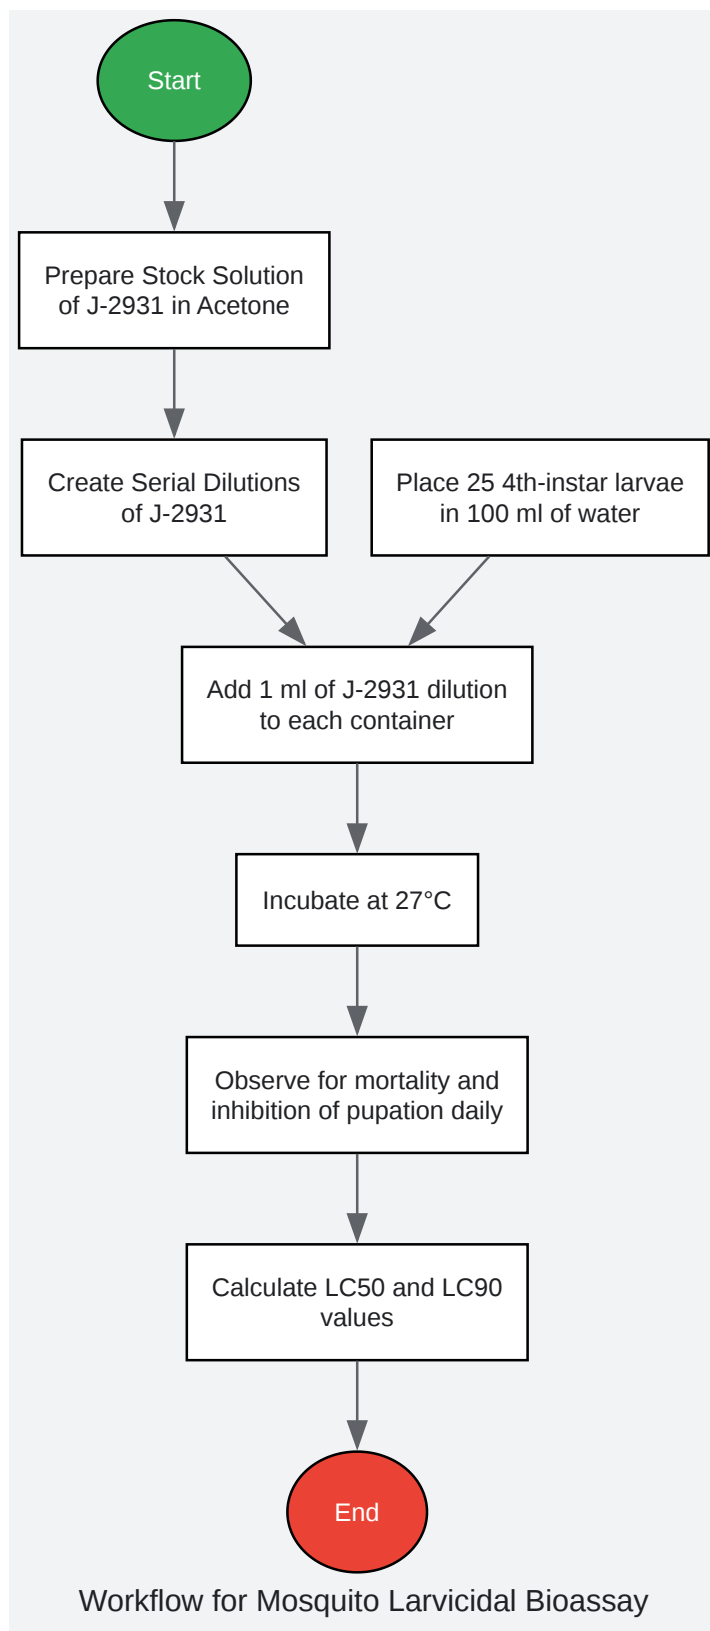 Start
Prepare Stock Solution
of J-2931 in Acetone
Create Serial Dilutions
of J-2931
Place 25 4th-instar larvae
in 100 ml of water
Add 1 ml of J-2931 dilution
to each container
Incubate at 27°C
Observe for mortality and
inhibition of pupation daily
Calculate LC50 and LC90
values
End
Workflow for Mosquito Larvicidal Bioassay